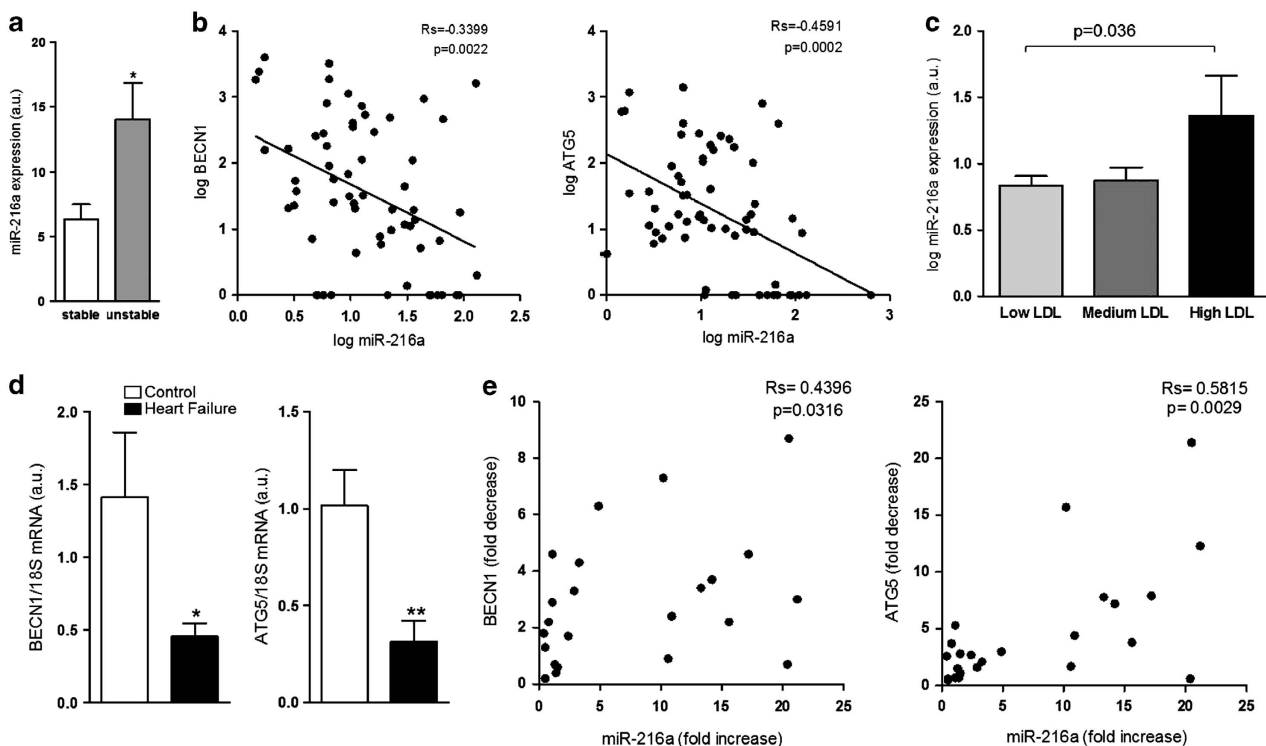 a
miR-216a expression (a.u.)
20
15
10
5
0
*
stable unstable
b
log BECN1
4
3
2
1
0
Rs=-0.3399
p=0.0022
0.0 0.5 1.0 1.5 2.0 2.5
log miR-216a
log ATG5
4
3
2
1
0
Rs=-0.4591
p=0.0002
0 1 2 3
log miR-216a
c
log miR-216a expression (a.u.)
2.0
1.5
1.0
0.5
0.0
p=0.036
Low LDL Medium LDL High LDL
d
Control
Heart Failure
BECN1/18S mRNA (a.u.)
2.0
1.5
1.0
0.5
0.0
*
ATG5/18S mRNA (a.u.)
1.5
1.0
0.5
0.0
**
e
BECN1 (fold decrease)
10
8
6
4
2
0
Rs= 0.4396
p=0.0316
0 5 10 15 20 25
miR-216a (fold increase)
ATG5 (fold decrease)
25
20
15
10
5
0
Rs= 0.5815
p= 0.0029
0 5 10 15 20 25
miR-216a (fold increase)